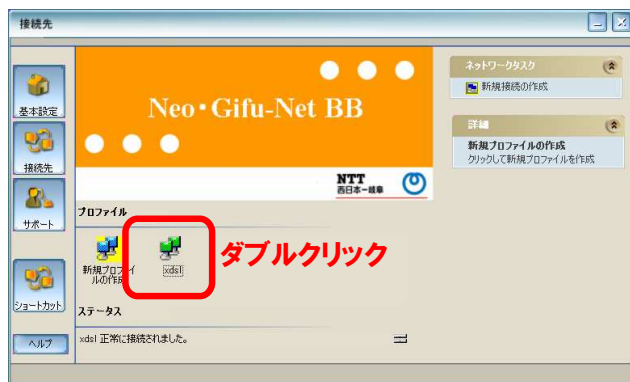 接続先
基本設定
接続先
サポート
ショートカット
ヘルプ
Neo・Gifu-Net BB
NTT
西日本－岐阜
プロファイル
新規プロファイルの作成
xdsl
ダブルクリック
ステータス
xdsl 正常に接続されました。
ネットワークタスク
新規接続の作成
詳細
新規プロファイルの作成
クリックして新規プロファイルを作成